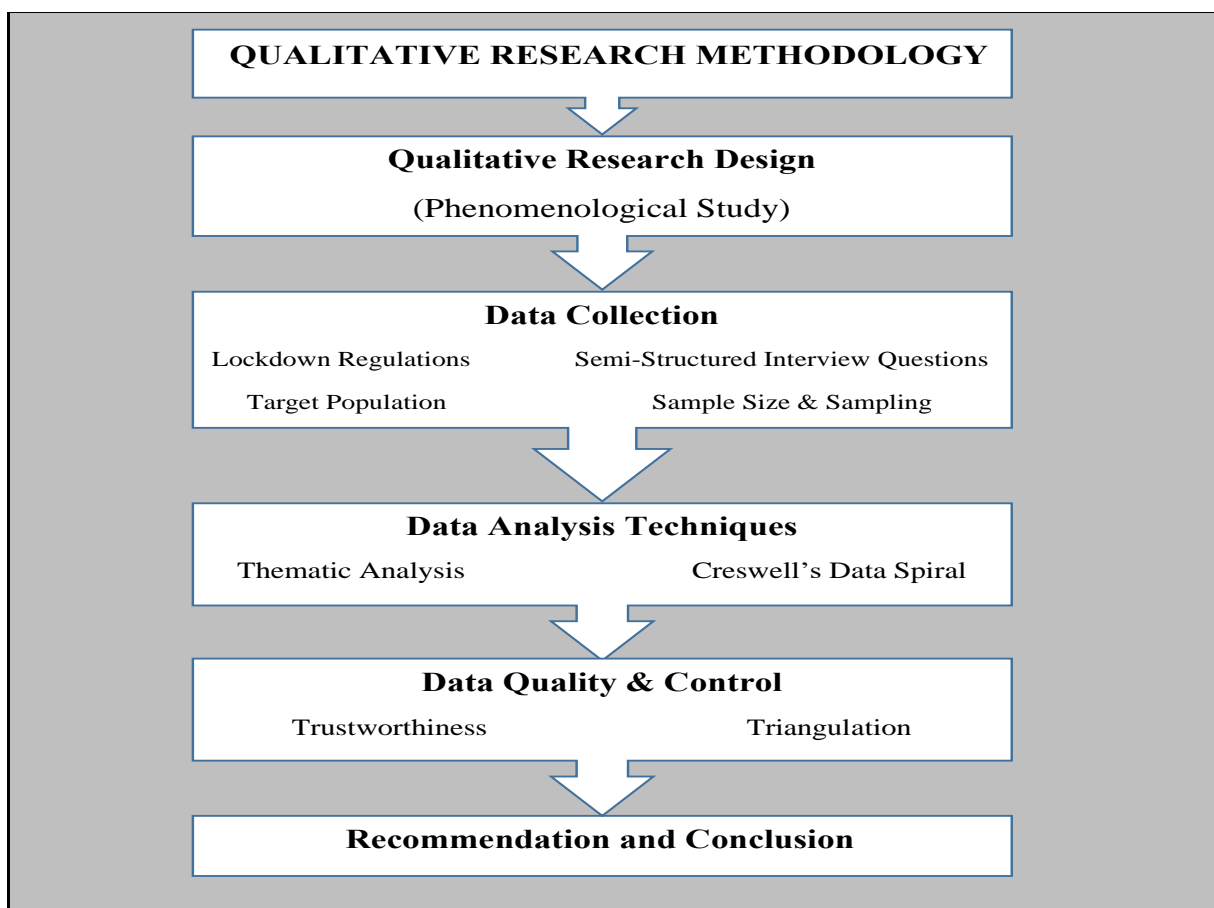 QUALITATIVE RESEARCH METHODOLOGY
Qualitative Research Design
(Phenomenological Study)
Data Collection
Lockdown Regulations Semi-Structured Interview Questions
Target Population Sample Size & Sampling
Data Analysis Techniques
Thematic Analysis Creswell’s Data Spiral
Data Quality & Control
Trustworthiness Triangulation
Recommendation and Conclusion